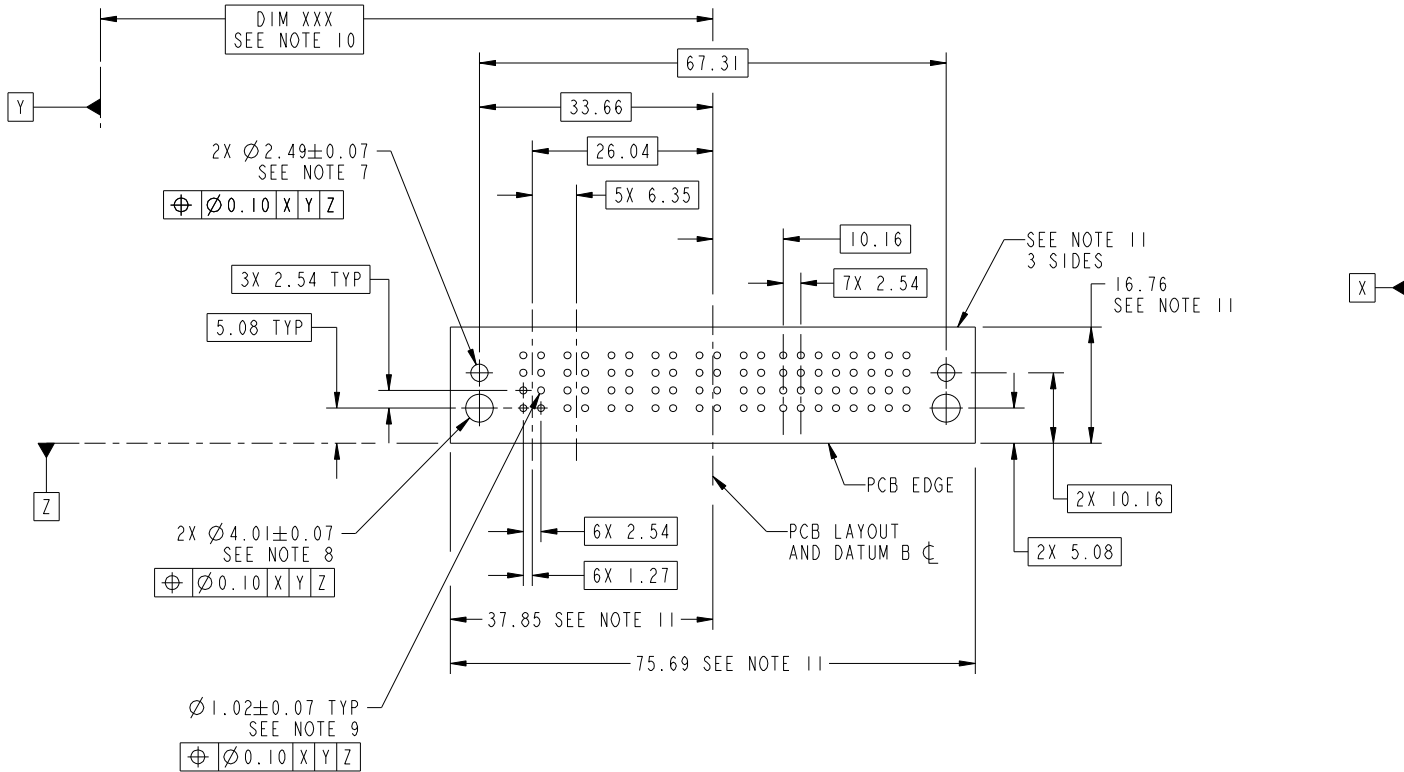 DIM XXX
SEE NOTE 10
67.31
Y
33.66
2X Ø2.49±0.07
SEE NOTE 7
26.04
⌖ Ø0.10 X Y Z
5X 6.35
10.16
SEE NOTE 11
3 SIDES
3X 2.54 TYP
7X 2.54
16.76
SEE NOTE 11
X
5.08 TYP
Z
PCB EDGE
2X 10.16
2X Ø4.01±0.07
SEE NOTE 8
6X 2.54
PCB LAYOUT
AND DATUM B ℄
2X 5.08
⌖ Ø0.10 X Y Z
6X 1.27
37.85 SEE NOTE 11
75.69 SEE NOTE 11
Ø1.02±0.07 TYP
SEE NOTE 9
⌖ Ø0.10 X Y Z